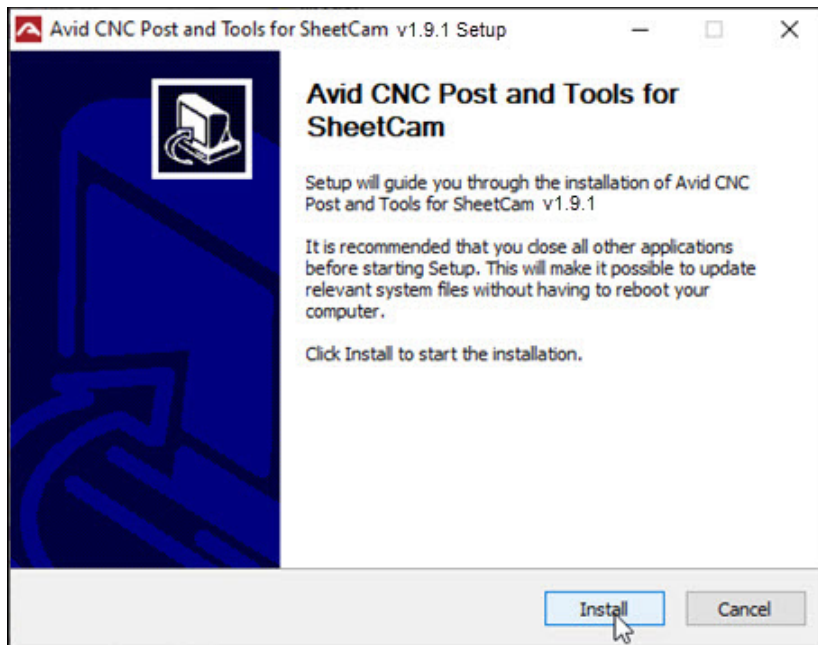 Avid CNC Post and Tools for SheetCam v1.9.1 Setup
Avid CNC Post and Tools for
SheetCam
Setup will guide you through the installation of Avid CNC
Post and Tools for SheetCam v1.9.1
It is recommended that you close all other applications
before starting Setup. This will make it possible to update
relevant system files without having to reboot your
computer.
Click Install to start the installation.
Install
Cancel